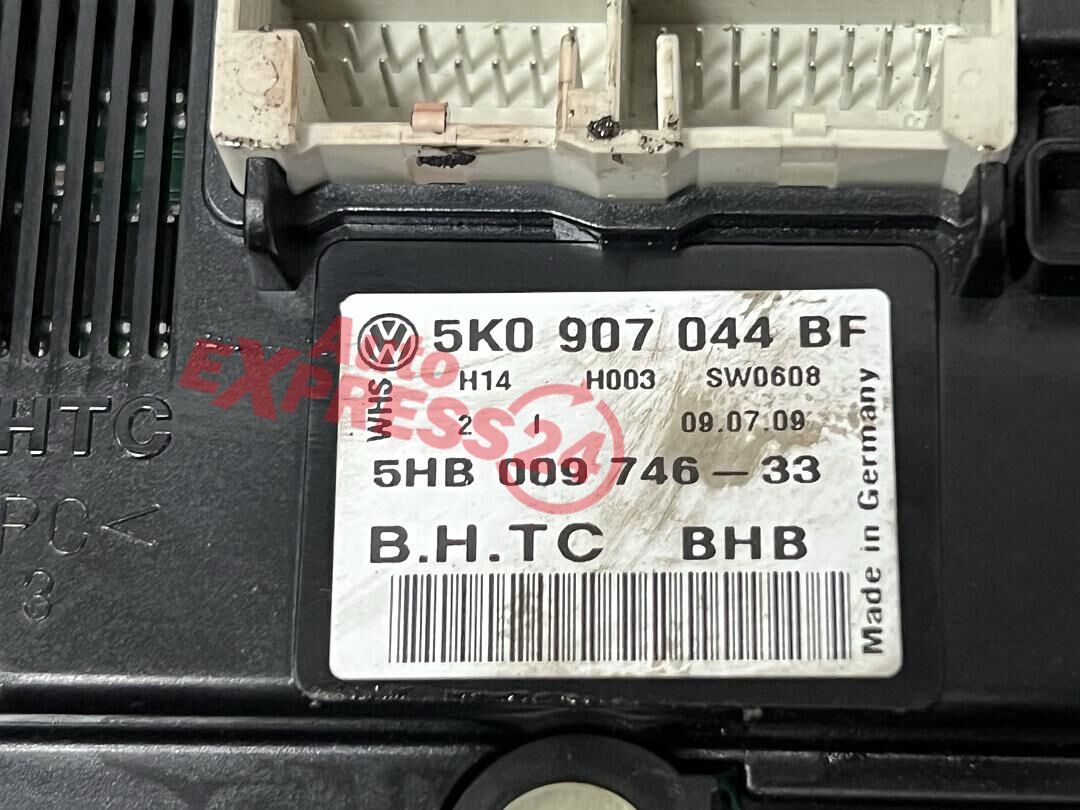 5K0 907 044 BF
H14 H003 SW0608
WHS
2 I 09.07.09
5HB 009 746-33
B.H.TC BHB
Made in Germany
Auto
EXPRESS24
HTC
PC<
3